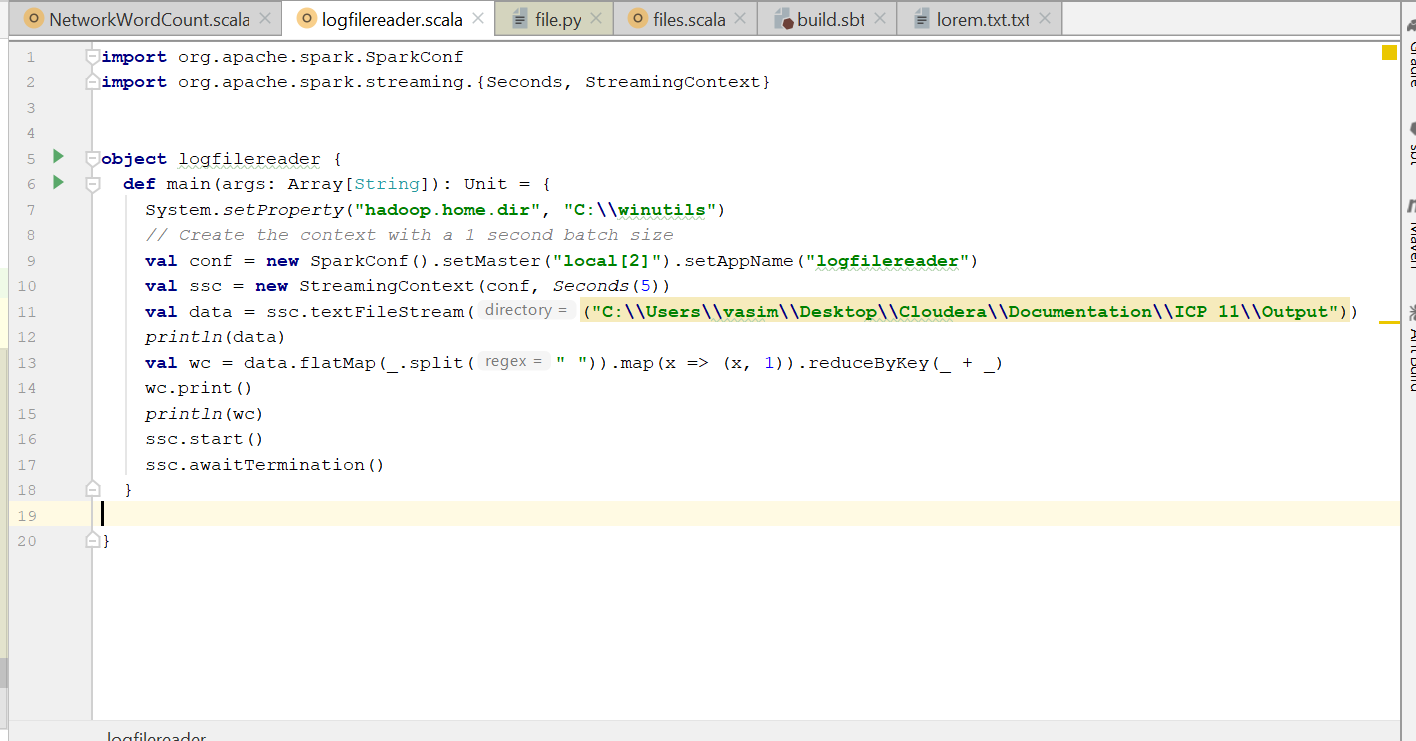 NetworkWordCount.scala logfilereader.scala file.py files.scala build.sbt lorem.txt.txt
1 import org.apache.spark.SparkConf
2 import org.apache.spark.streaming.{Seconds, StreamingContext}
3
4
5 object logfilereader {
6 def main(args: Array[String]): Unit = {
7 System.setProperty("hadoop.home.dir", "C:\\winutils")
8 // Create the context with a 1 second batch size
9 val conf = new SparkConf().setMaster("local[2]").setAppName("logfilereader")
10 val ssc = new StreamingContext(conf, Seconds(5))
11 val data = ssc.textFileStream( directory = ("C:\\Users\\vasim\\Desktop\\Cloudera\\Documentation\\ICP 11\\Output"))
12 println(data)
13 val wc = data.flatMap(_.split( regex = " ")).map(x => (x, 1)).reduceByKey(_ + _)
14 wc.print()
15 println(wc)
16 ssc.start()
17 ssc.awaitTermination()
18 }
19
20 }
logfilereader